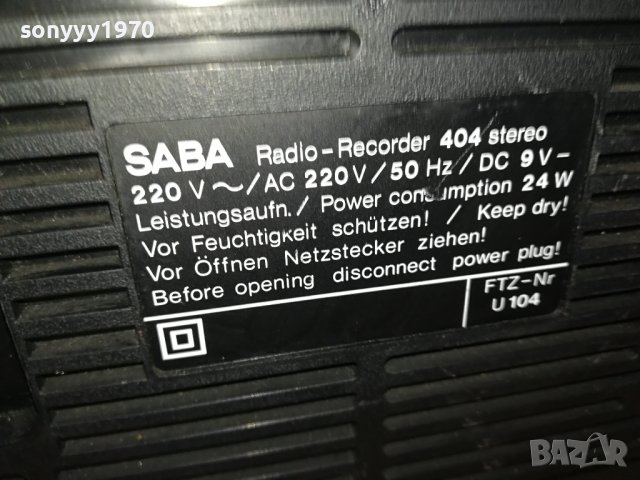 sonyyy1970
SABA Radio-Recorder 404 stereo
220 V ~/AC 220 V/50 Hz/DC 9 V-
Leistungsaufn./Power consumption 24 W
Vor Feuchtigkeit schützen! / Keep dry!
Vor Öffnen Netzstecker ziehen!
Before opening disconnect power plug!
FTZ-Nr
U 104
BAZAR